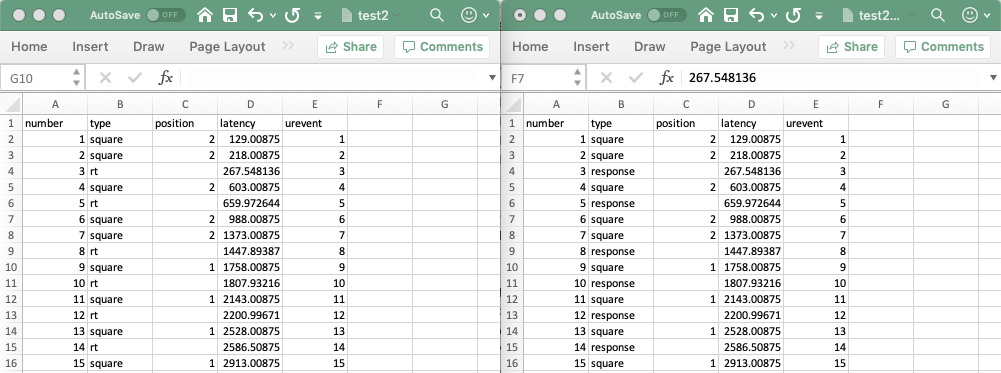 AutoSave OFF test2
Home Insert Draw Page Layout Share Comments
G10 fx
A B C D E F G
1 number type position latency urevent
2 1 square 2 129.00875 1
3 2 square 2 218.00875 2
4 3 rt 267.548136 3
5 4 square 2 603.00875 4
6 5 rt 659.972644 5
7 6 square 2 988.00875 6
8 7 square 2 1373.00875 7
9 8 rt 1447.89387 8
10 9 square 1 1758.00875 9
11 10 rt 1807.93216 10
12 11 square 1 2143.00875 11
13 12 rt 2200.99671 12
14 13 square 1 2528.00875 13
15 14 rt 2586.50875 14
16 15 square 1 2913.00875 15
AutoSave OFF test2...
Home Insert Draw Page Layout Share Comments
F7 fx 267.548136
A B C D E F G
1 number type position latency urevent
2 1 square 2 129.00875 1
3 2 square 2 218.00875 2
4 3 response 267.548136 3
5 4 square 2 603.00875 4
6 5 response 659.972644 5
7 6 square 2 988.00875 6
8 7 square 2 1373.00875 7
9 8 response 1447.89387 8
10 9 square 1 1758.00875 9
11 10 response 1807.93216 10
12 11 square 1 2143.00875 11
13 12 response 2200.99671 12
14 13 square 1 2528.00875 13
15 14 response 2586.50875 14
16 15 square 1 2913.00875 15